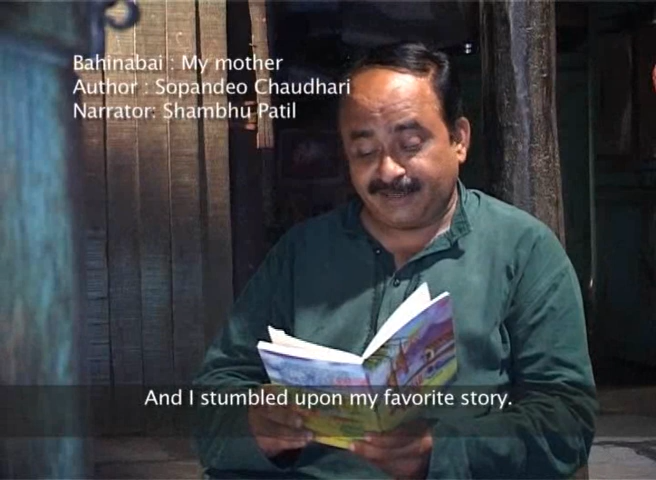 Bahinabai : My mother
Author : Sopandeo Chaudhari
Narrator: Shambhu Patil
And I stumbled upon my favorite story.